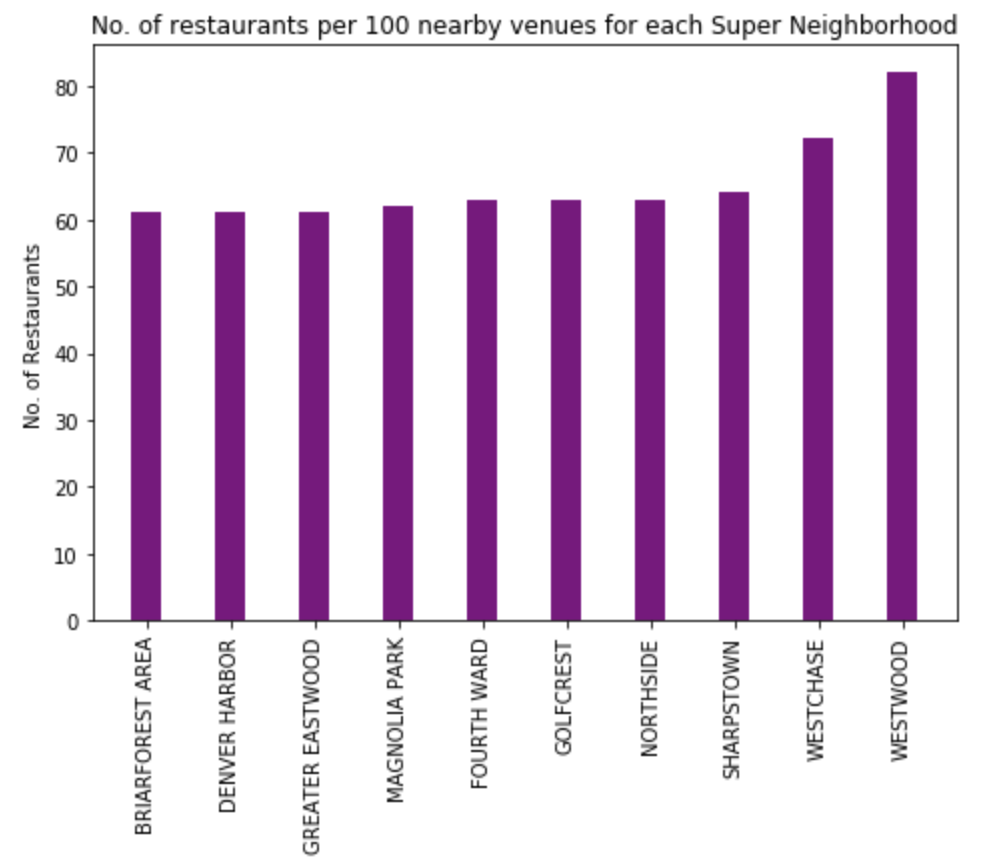 No. of restaurants per 100 nearby venues for each Super Neighborhood
80
70
60
50
40
30
20
10
0
No. of Restaurants
BRIARFOREST AREA
DENVER HARBOR
GREATER EASTWOOD
MAGNOLIA PARK
FOURTH WARD
GOLFCREST
NORTHSIDE
SHARPSTOWN
WESTCHASE
WESTWOOD